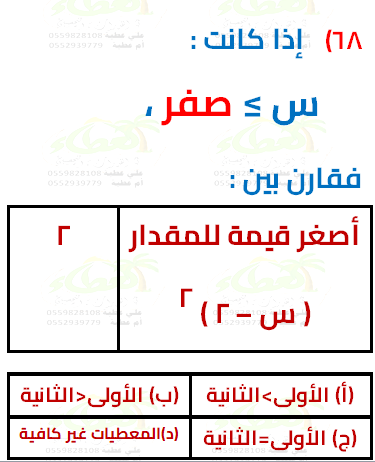 ٦٨) إذا كانت :
س ≤ صفر ،
فقارن بين :
أصغر قيمة للمقدار ٢
( س – ٢ )٢
(أ) الأولى>الثانية (ب) الأولى<الثانية
(ج) الأولى=الثانية (د)المعطيات غير كافية